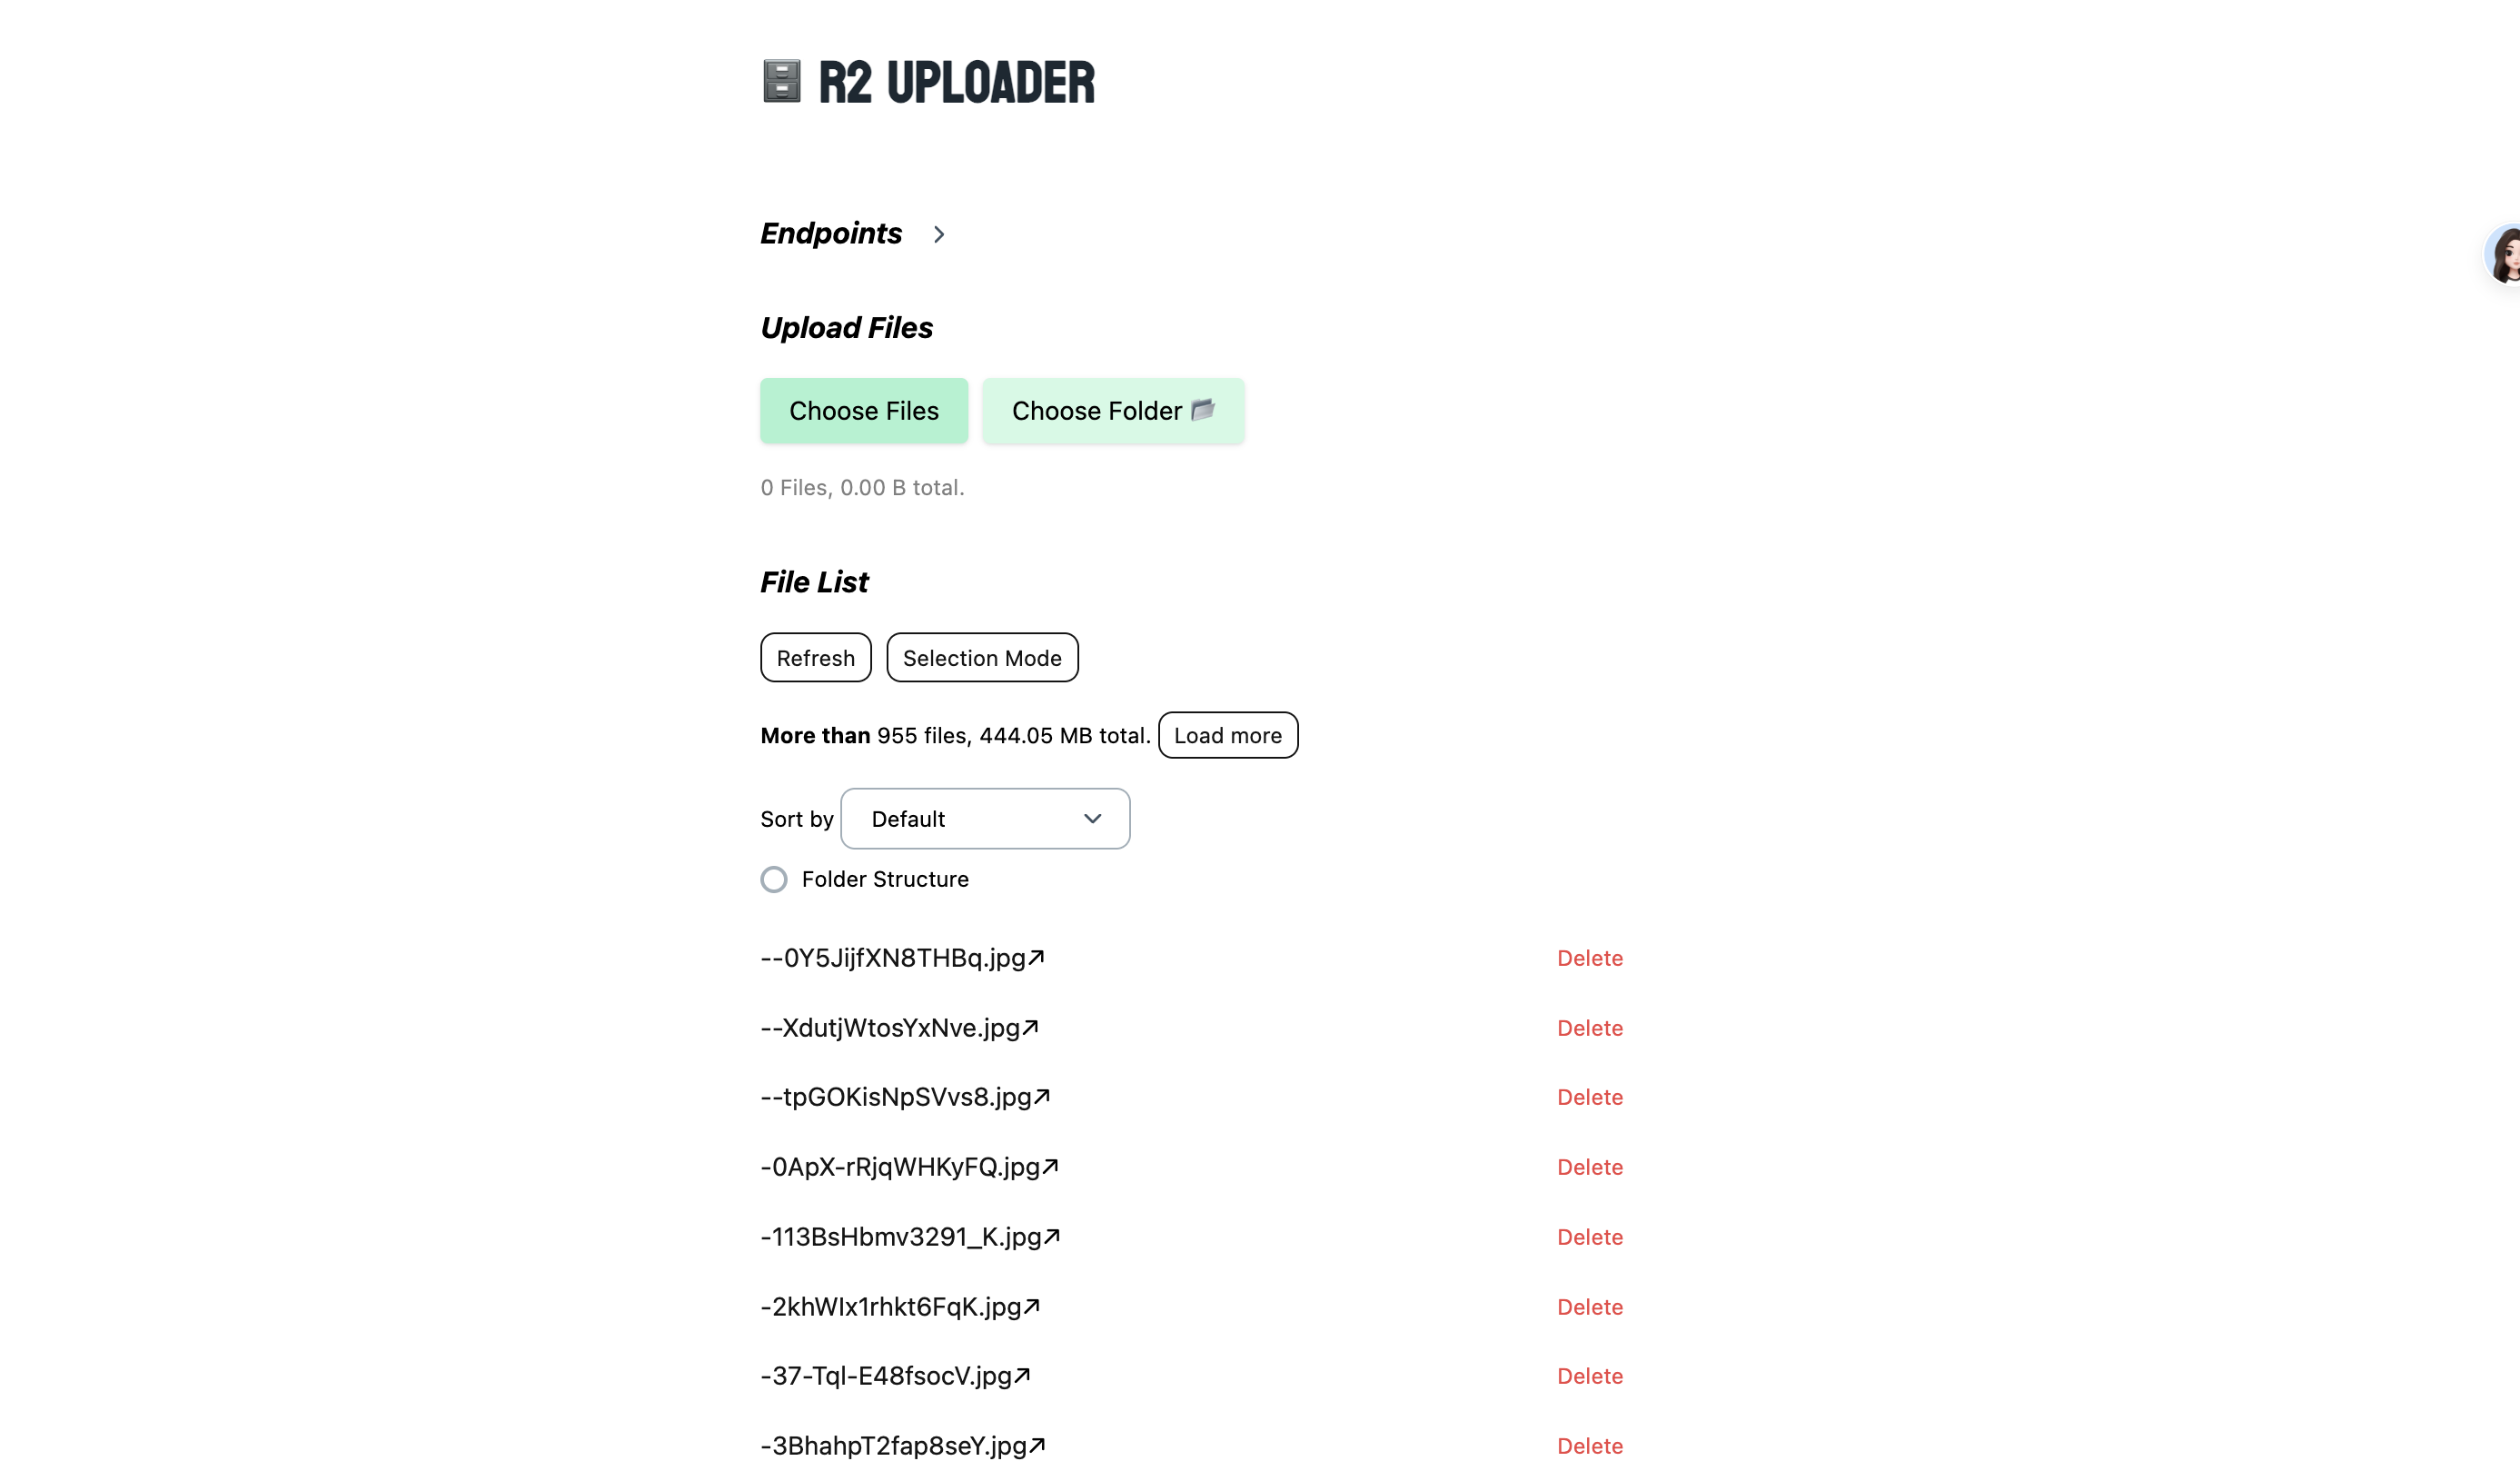 R2 UPLOADER
Endpoints
Upload Files
Choose Files Choose Folder
0 Files, 0.00 B total.
File List
Refresh Selection Mode
More than 955 files, 444.05 MB total. Load more
Sort by Default
Folder Structure
--0Y5JijfXN8THBq.jpg↗ Delete
--XdutjWtosYxNve.jpg↗ Delete
--tpGOKisNpSVvs8.jpg↗ Delete
-0ApX-rRjqWHKyFQ.jpg↗ Delete
-113BsHbmv3291_K.jpg↗ Delete
-2khWIx1rhkt6FqK.jpg↗ Delete
-37-Tql-E48fsocV.jpg↗ Delete
-3BhahpT2fap8seY.jpg↗ Delete